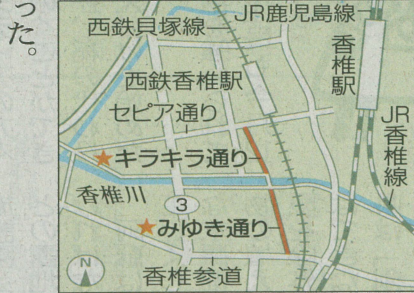 った。
JR鹿児島線
西鉄貝塚線
香椎駅
西鉄香椎駅
セピア通り
JR香椎線
★キラキラ通り
香椎川
3
★みゆき通り
香椎参道
N